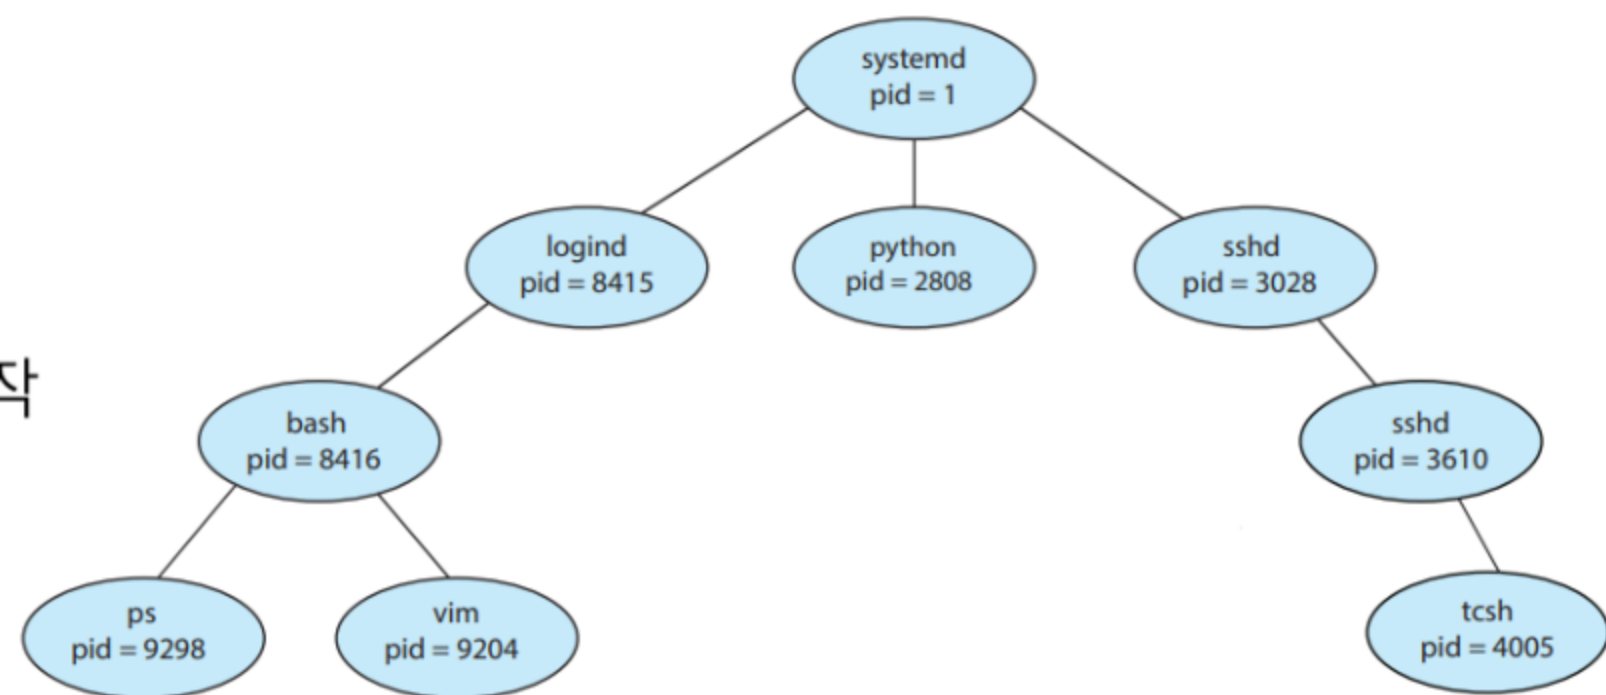 systemd
pid = 1
logind
pid = 8415
python
pid = 2808
sshd
pid = 3028
작
bash
pid = 8416
sshd
pid = 3610
ps
pid = 9298
vim
pid = 9204
tcsh
pid = 4005